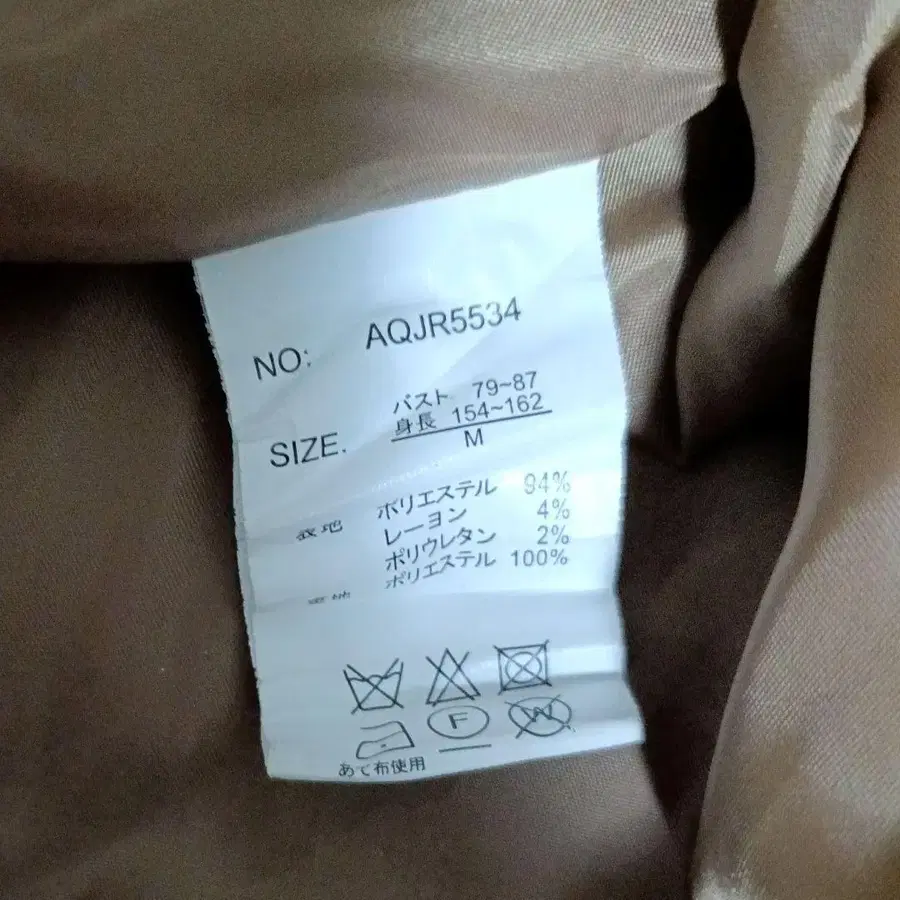 NO: AQJR5534
バスト 79~87
身長 154~162
SIZE. M
ポリエステル 94%
表地 レーヨン 4%
ポリウレタン 2%
ポリエステル 100%
F
W
あて布使用